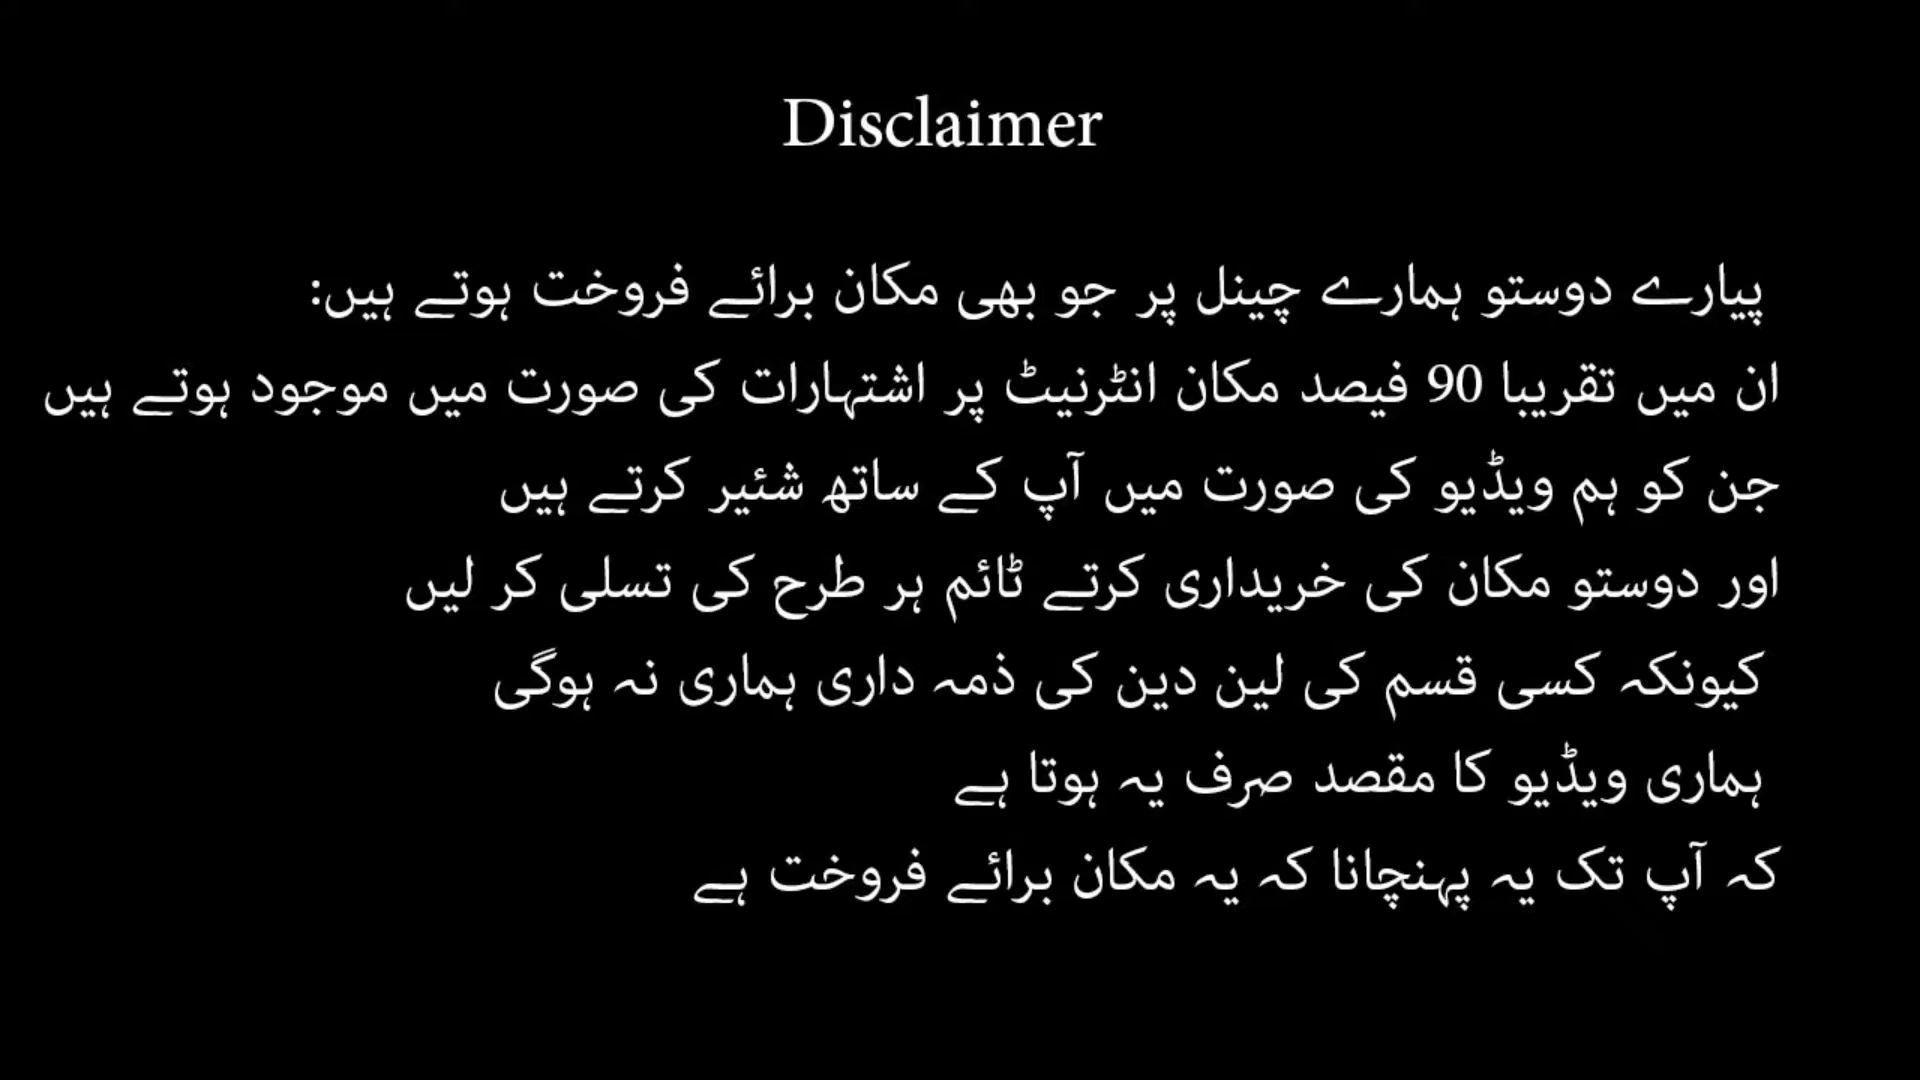 Disclaimer
پیارے دوستو ہمارے چینل پر جو بھی مکان برائے فروخت ہوتے ہیں:
ان میں تقریبا 90 فیصد مکان انٹرنیٹ پر اشتہارات کی صورت میں موجود ہوتے ہیں
جن کو ہم ویڈیو کی صورت میں آپ کے ساتھ شئیر کرتے ہیں
اور دوستو مکان کی خریداری کرتے ٹائم ہر طرح کی تسلی کر لیں
کیونکہ کسی قسم کی لین دین کی ذمہ داری ہماری نہ ہوگی
ہماری ویڈیو کا مقصد صرف یہ ہوتا ہے
کہ آپ تک یہ پہنچانا کہ یہ مکان برائے فروخت ہے